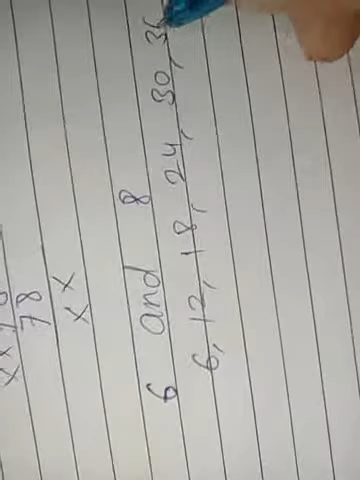 78
x x
6 and 8
6, 12, 18, 24, 30, 36